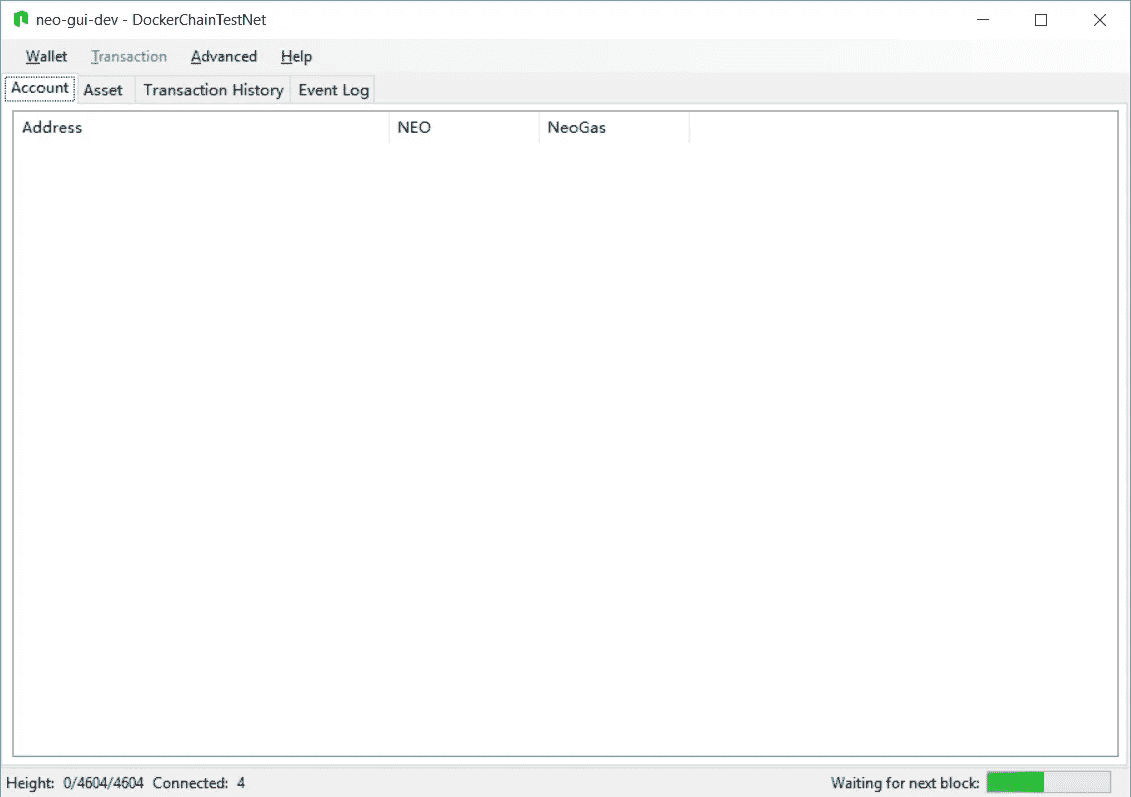 neo-gui-dev - DockerChainTestNet
Wallet Transaction Advanced Help
Account Asset Transaction History Event Log
Address NEO NeoGas
Height: 0/4604/4604 Connected: 4 Waiting for next block: